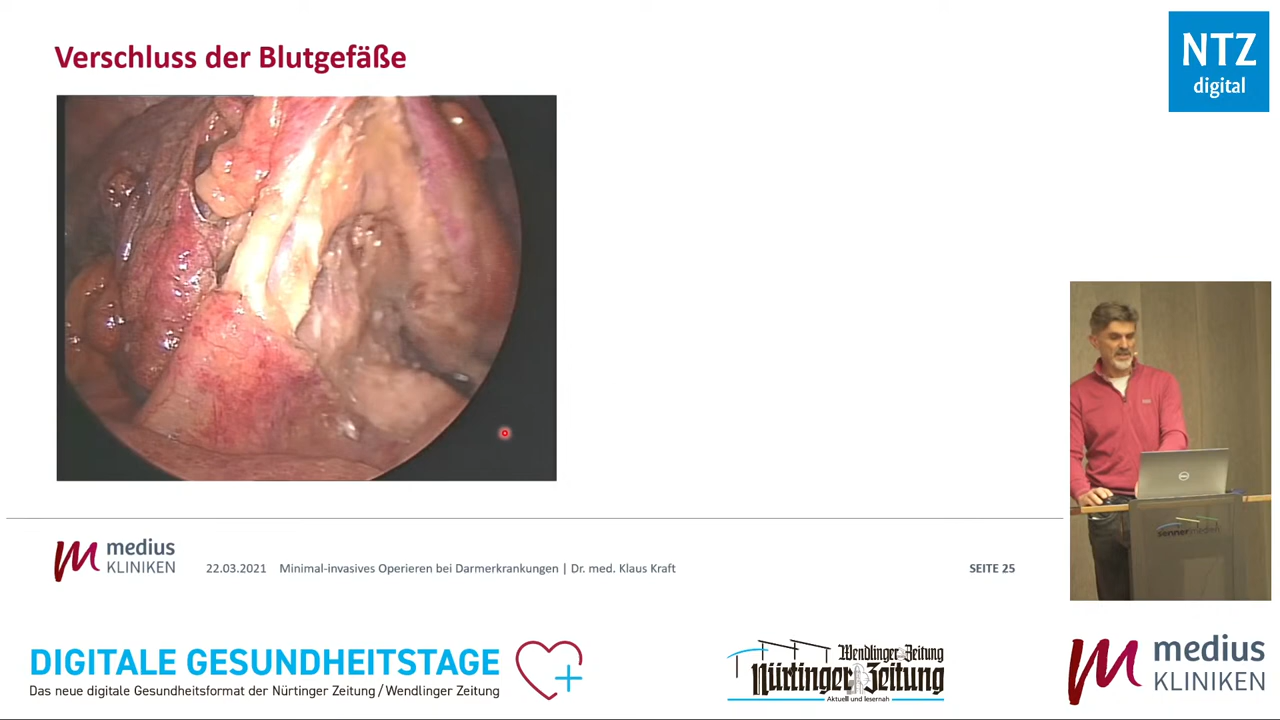 Verschluss der Blutgefäße
NTZ
digital
medius
KLINIKEN
22.03.2021 Minimal-invasives Operieren bei Darmerkrankungen | Dr. med. Klaus Kraft
SEITE 25
DIGITALE GESUNDHEITSTAGE
Das neue digitale Gesundheitsformat der Nürtinger Zeitung / Wendlinger Zeitung
Wendlinger Zeitung
Nürtinger Zeitung
Aktuell und lesernah
medius
KLINIKEN